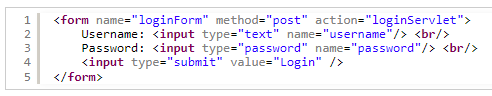 1 <form name="loginForm" method="post" action="loginServlet">
2     Username: <input type="text" name="username"/> <br/>
3     Password: <input type="password" name="password"/> <br/>
4     <input type="submit" value="Login" />
5 </form>